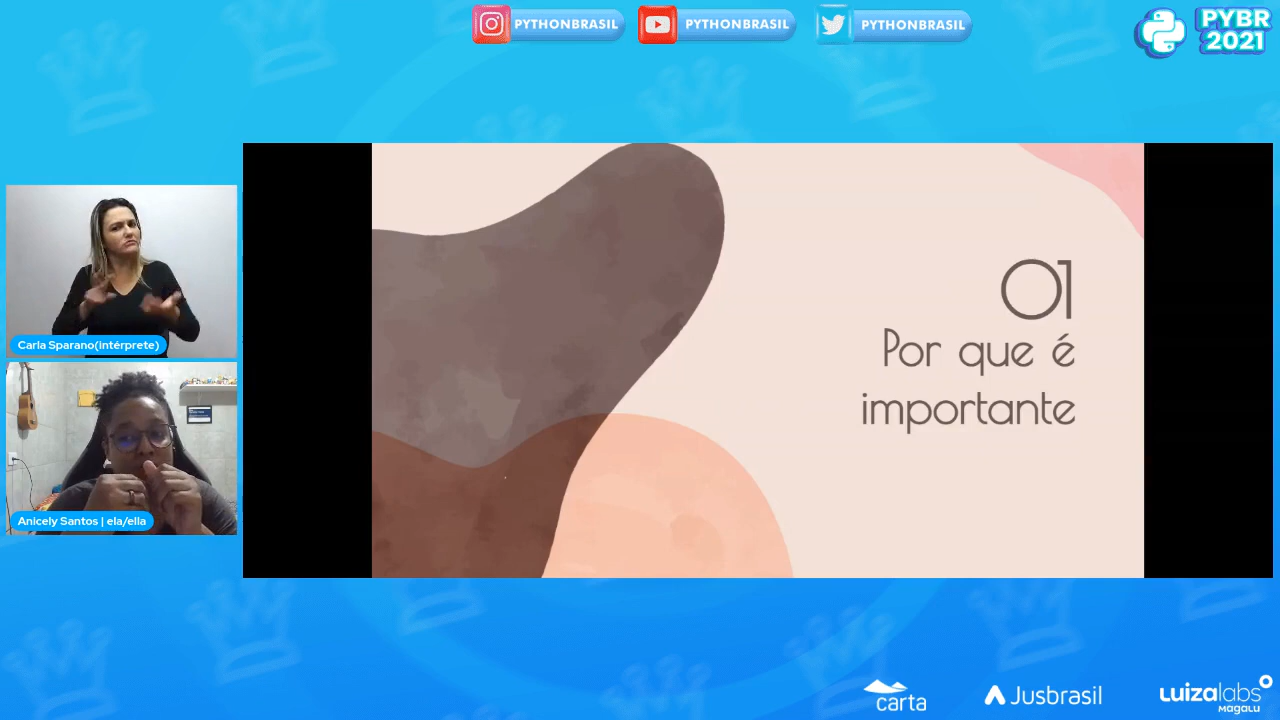 PYTHONBRASIL
PYTHONBRASIL
PYTHONBRASIL
PYBR
2021
01
Por que é
importante
Carla Sparano(intérprete)
Anicely Santos | ela/ella
carta
Jusbrasil
Luizalabs
MAGALU